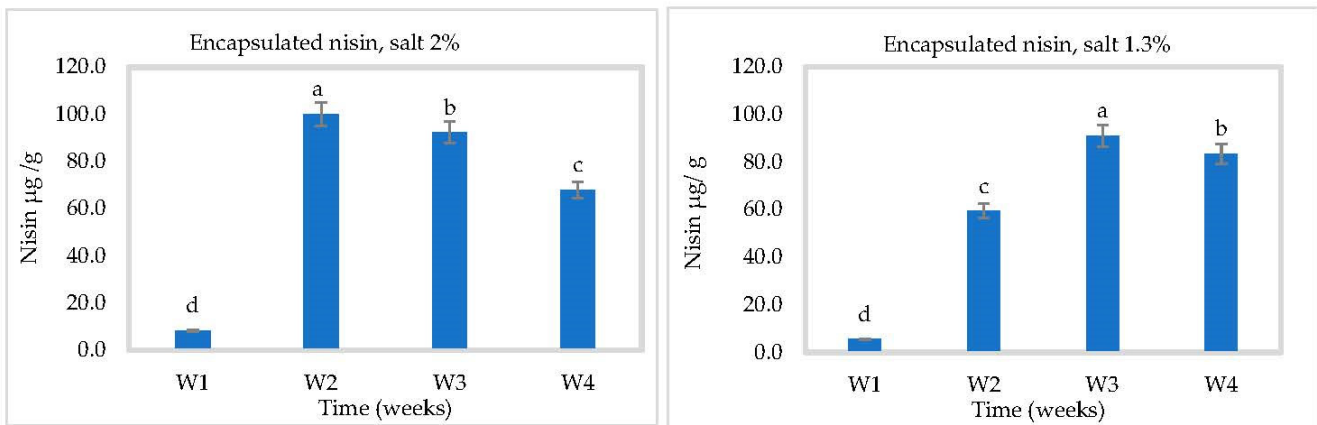 Encapsulated nisin, salt 2%
120.0
100.0
80.0
60.0
40.0
20.0
0.0
Nisin µg /g
a
b
c
d
W1 W2 W3 W4
Time (weeks)
Encapsulated nisin, salt 1.3%
120.0
100.0
80.0
60.0
40.0
20.0
0.0
Nisin µg/ g
a
b
c
d
W1 W2 W3 W4
Time (weeks)